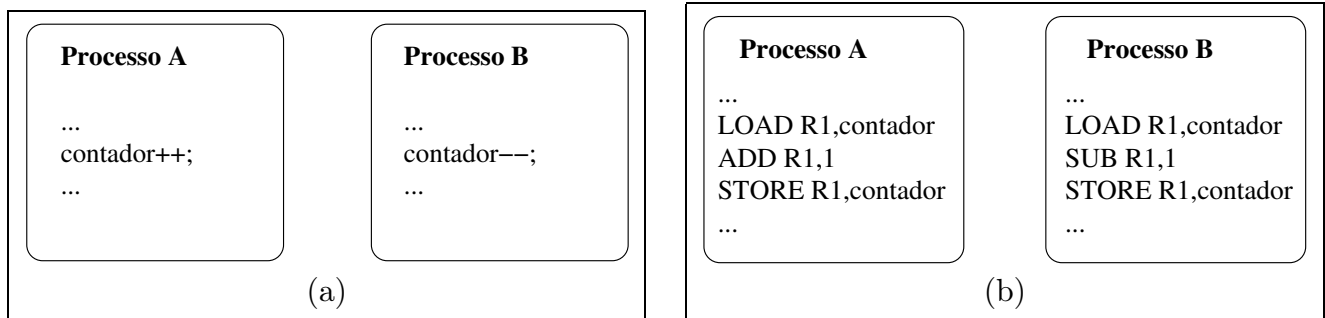 Processo A
...
contador++;
...
Processo B
...
contador−−;
...
(a)
Processo A
...
LOAD R1,contador
ADD R1,1
STORE R1,contador
...
Processo B
...
LOAD R1,contador
SUB R1,1
STORE R1,contador
...
(b)